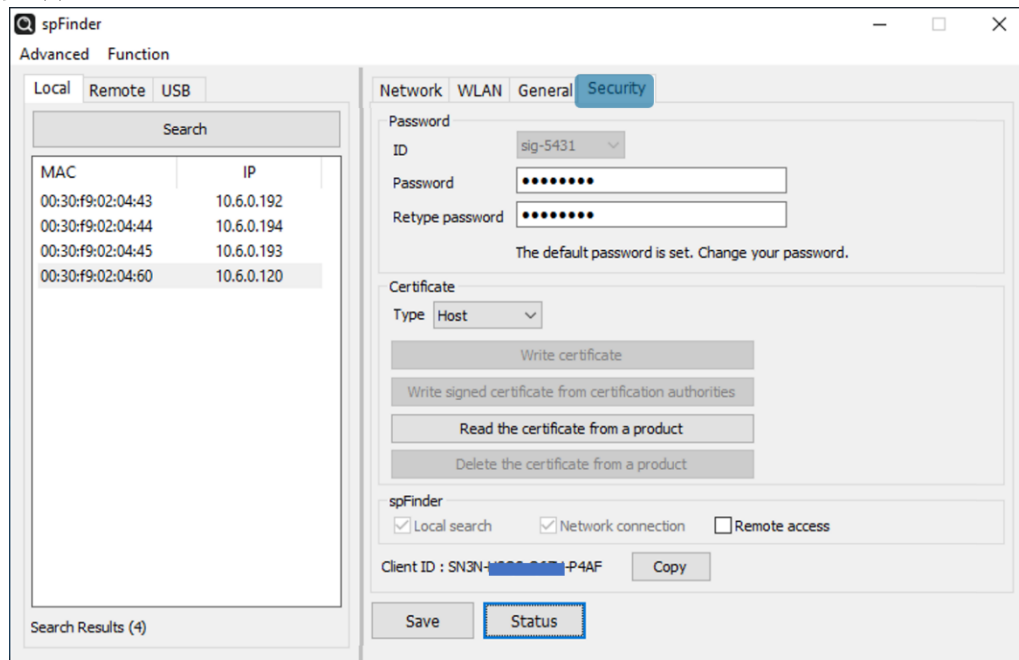 spFinder
Advanced Function
Local Remote USB
Search
MAC IP
00:30:f9:02:04:43 10.6.0.192
00:30:f9:02:04:44 10.6.0.194
00:30:f9:02:04:45 10.6.0.193
00:30:f9:02:04:60 10.6.0.120
Search Results (4)
Network WLAN General Security
Password
ID sig-5431
Password ●●●●●●●●
Retype password ●●●●●●●●
The default password is set. Change your password.
Certificate
Type Host
Write certificate
Write signed certificate from certification authorities
Read the certificate from a product
Delete the certificate from a product
spFinder
Local search Network connection Remote access
Client ID : SN3N- -P4AF Copy
Save Status